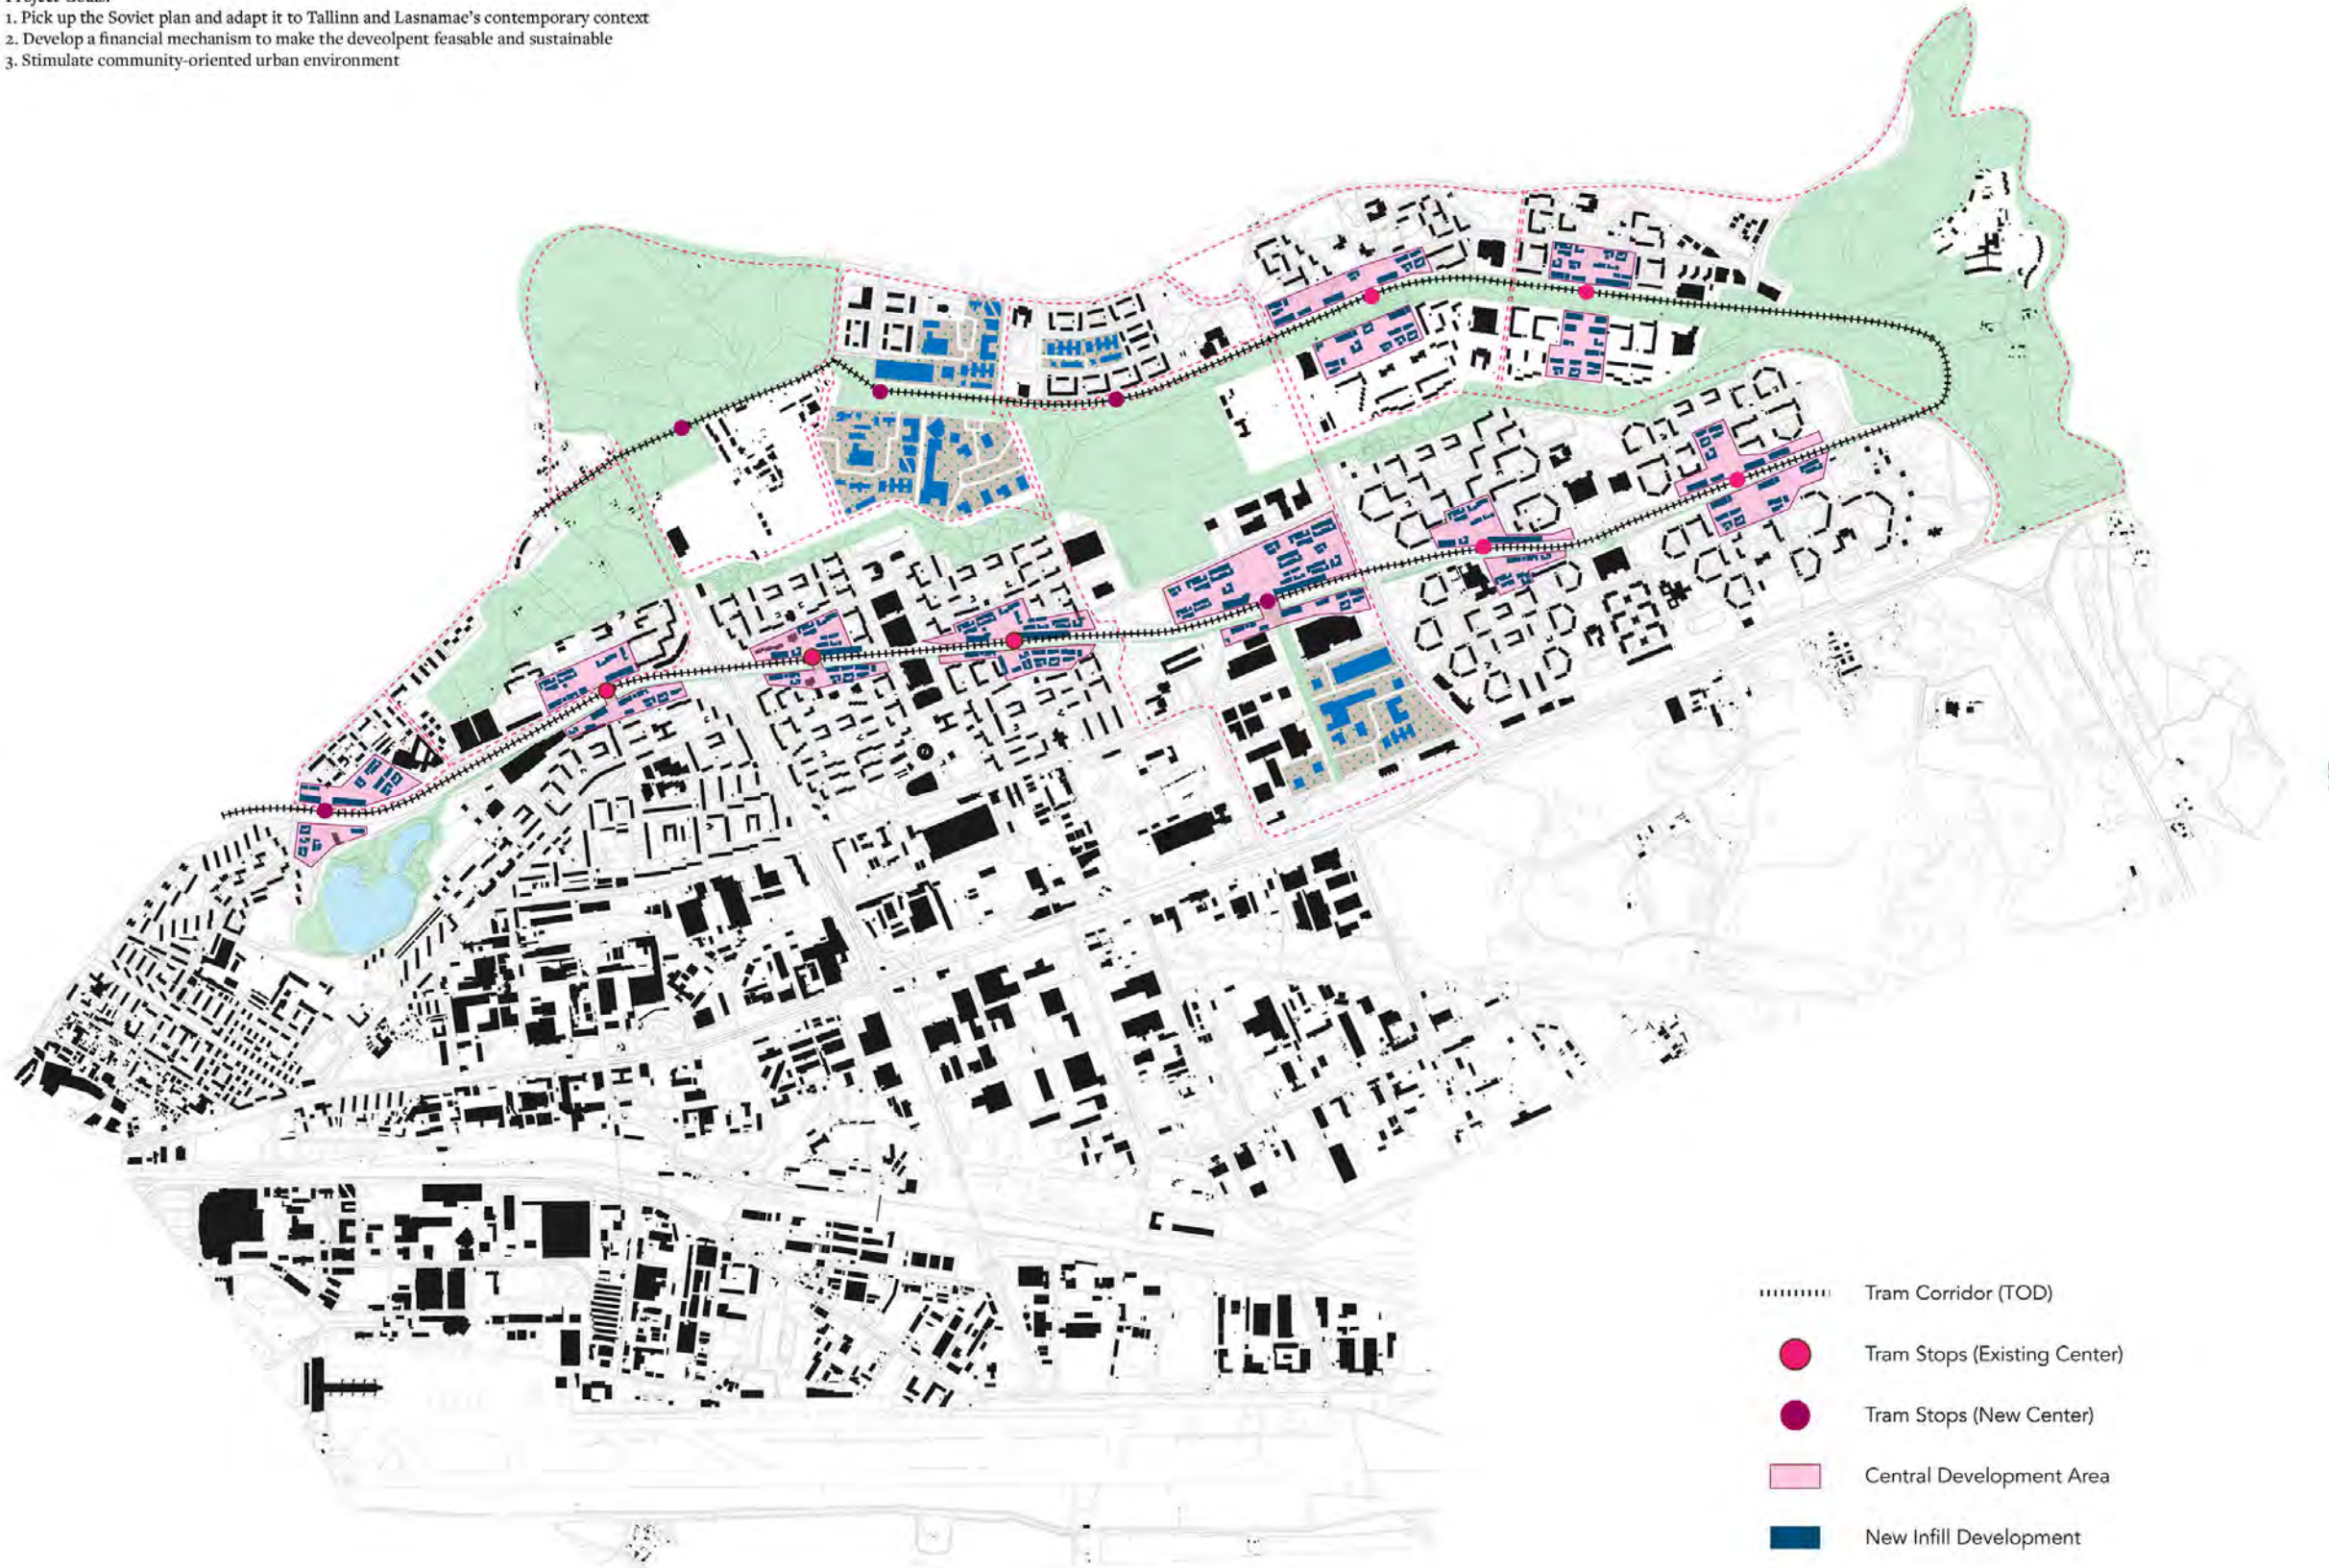 1. Pick up the Soviet plan and adapt it to Tallinn and Lasnamae's contemporary context
2. Develop a financial mechanism to make the deveolpent feasable and sustainable
3. Stimulate community-oriented urban environment
Tram Corridor (TOD)
Tram Stops (Existing Center)
Tram Stops (New Center)
Central Development Area
New Infill Development